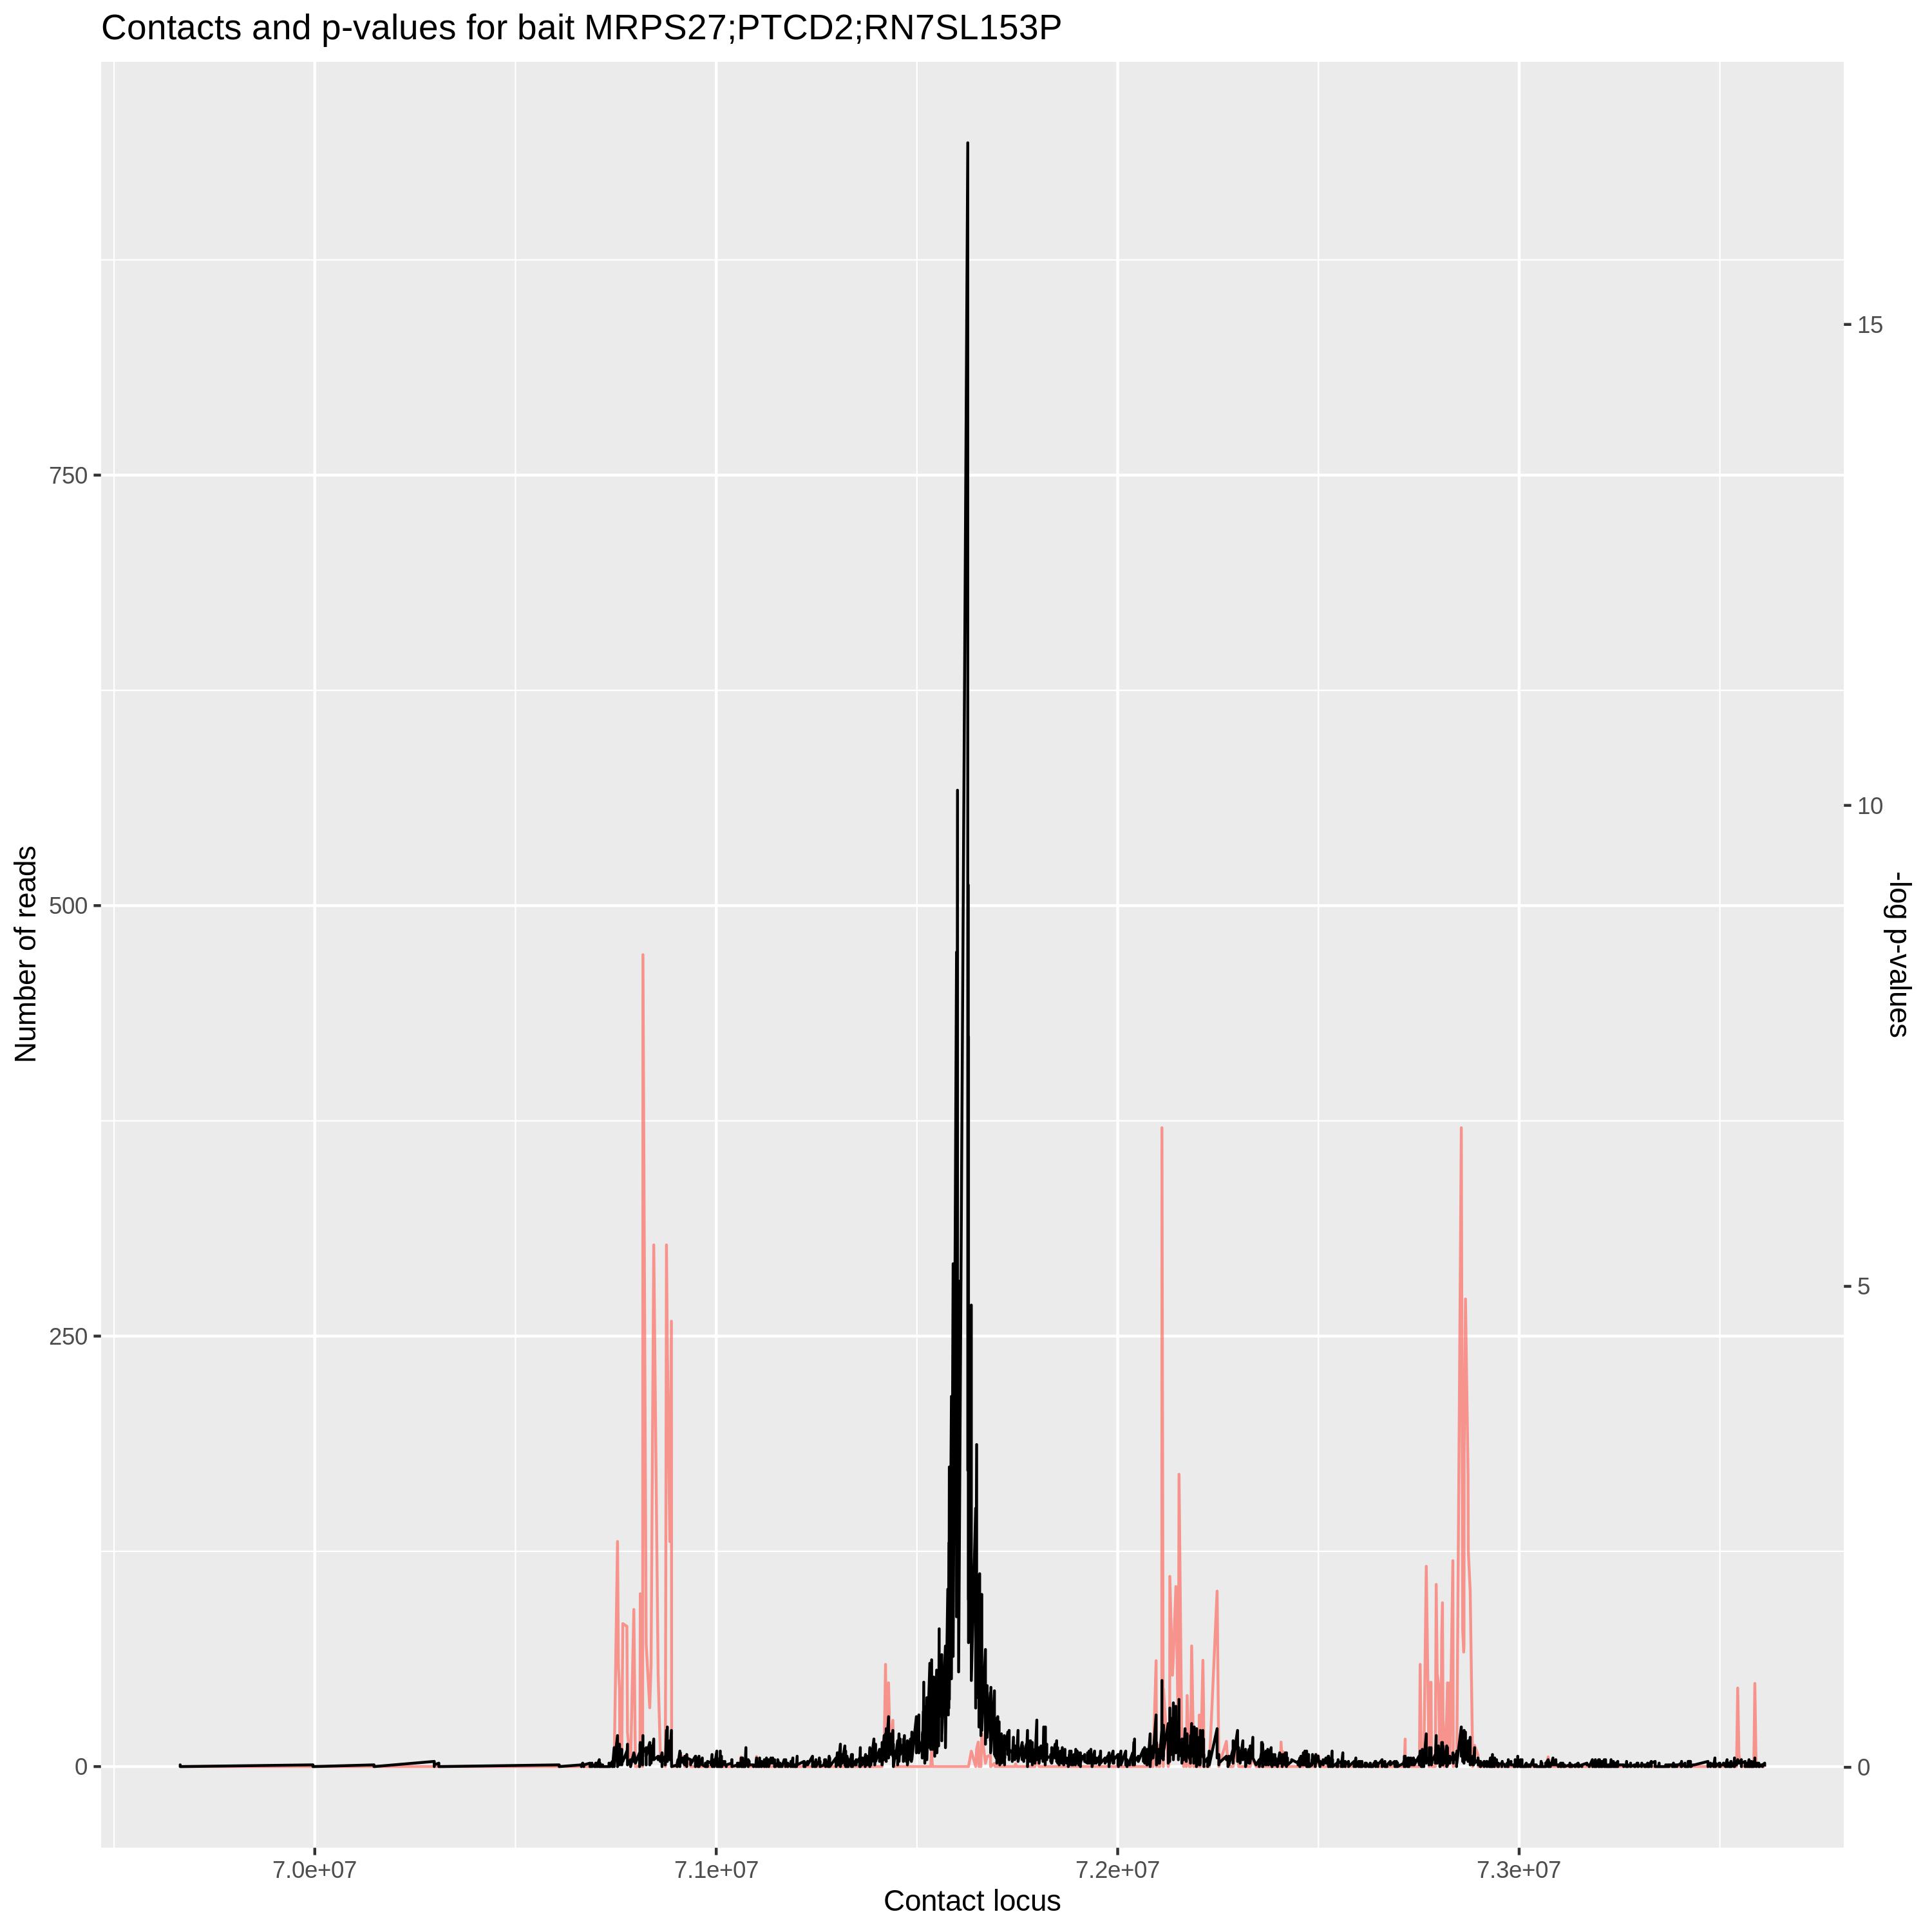 Contacts and p-values for bait MRPS27;PTCD2;RN7SL153P
Number of reads
750
500
250
0
15
10
5
0
-log p-values
7.0e+07
7.1e+07
7.2e+07
7.3e+07
Contact locus